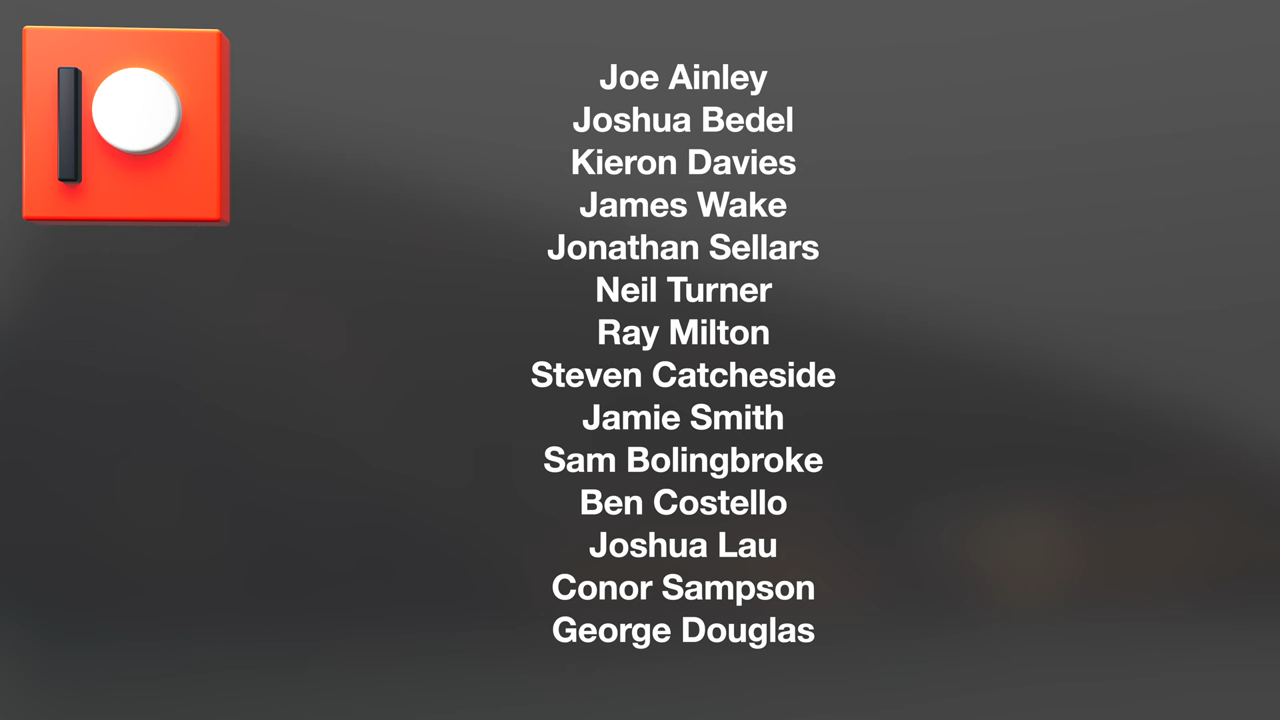 Joe Ainley
Joshua Bedel
Kieron Davies
James Wake
Jonathan Sellars
Neil Turner
Ray Milton
Steven Catcheside
Jamie Smith
Sam Bolingbroke
Ben Costello
Joshua Lau
Conor Sampson
George Douglas